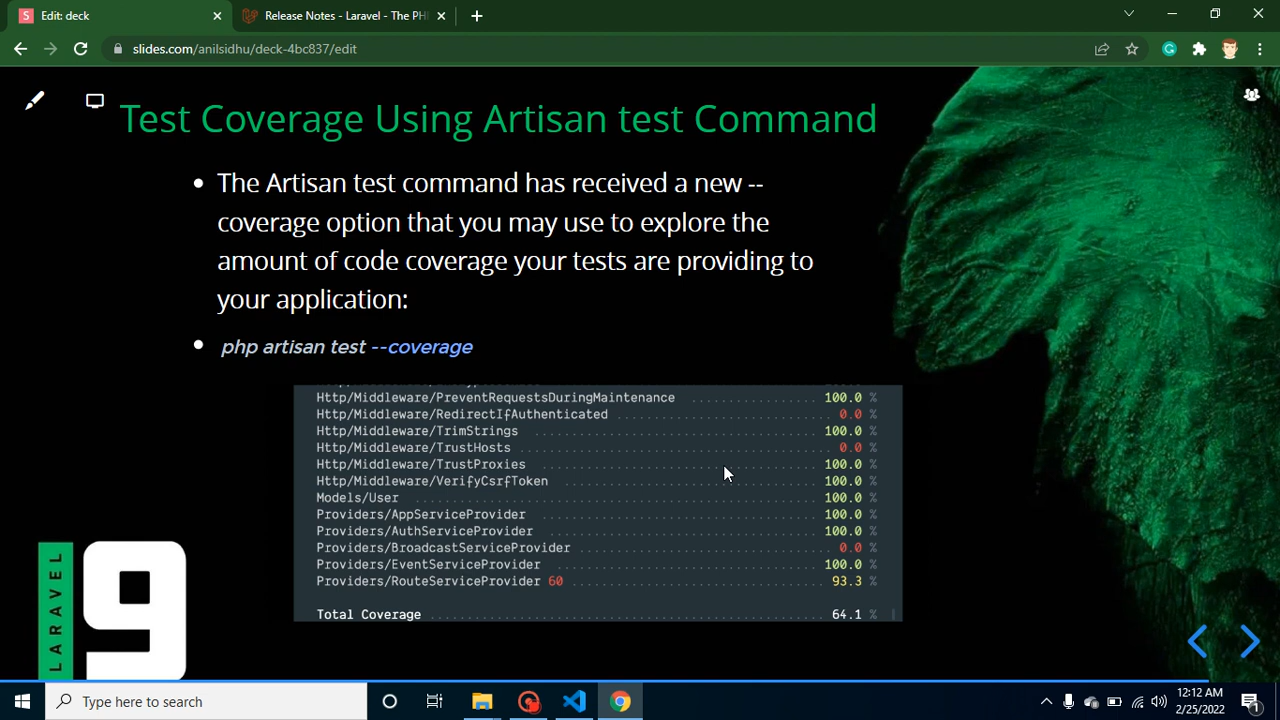 Edit: deck
Release Notes - Laravel - The PH
slides.com/anilsidhu/deck-4bc837/edit
Test Coverage Using Artisan test Command
The Artisan test command has received a new --
coverage option that you may use to explore the
amount of code coverage your tests are providing to
your application:
php artisan test --coverage
Http/Middleware/PreventRequestsDuringMaintenance 100.0 %
Http/Middleware/RedirectIfAuthenticated 0.0 %
Http/Middleware/TrimStrings 100.0 %
Http/Middleware/TrustHosts 0.0 %
Http/Middleware/TrustProxies 100.0 %
Http/Middleware/VerifyCsrfToken 100.0 %
Models/User 100.0 %
Providers/AppServiceProvider 100.0 %
Providers/AuthServiceProvider 100.0 %
Providers/BroadcastServiceProvider 0.0 %
Providers/EventServiceProvider 100.0 %
Providers/RouteServiceProvider 60 93.3 %
Total Coverage 64.1 %
LARAVEL
9
Type here to search
12:12 AM
2/25/2022
1